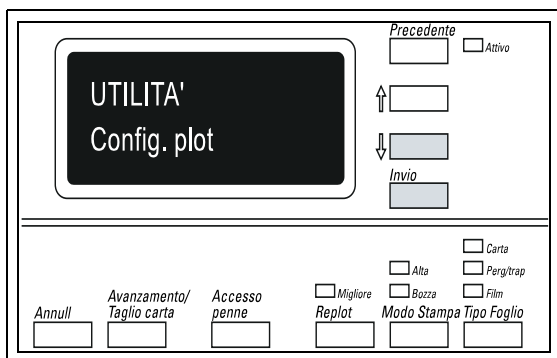 Precedente
Attivo
UTILITA'
Config. plot
Invio
Carta
Alta
Perg/trap
Migliore
Bozza
Film
Annull
Avanzamento/
Taglio carta
Accesso
penne
Replot
Modo Stampa
Tipo Foglio